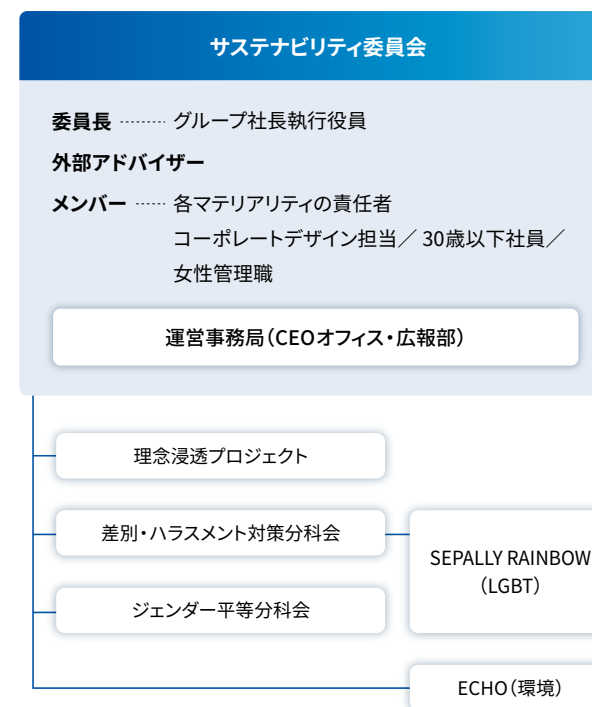 サステナビリティ委員会
委員長 ……… グループ社長執行役員
外部アドバイザー
メンバー …… 各マテリアリティの責任者
コーポレートデザイン担当／30歳以下社員／
女性管理職
運営事務局（CEOオフィス・広報部）
理念浸透プロジェクト
差別・ハラスメント対策分科会
SEPALLY RAINBOW
（LGBT）
ジェンダー平等分科会
ECHO（環境）